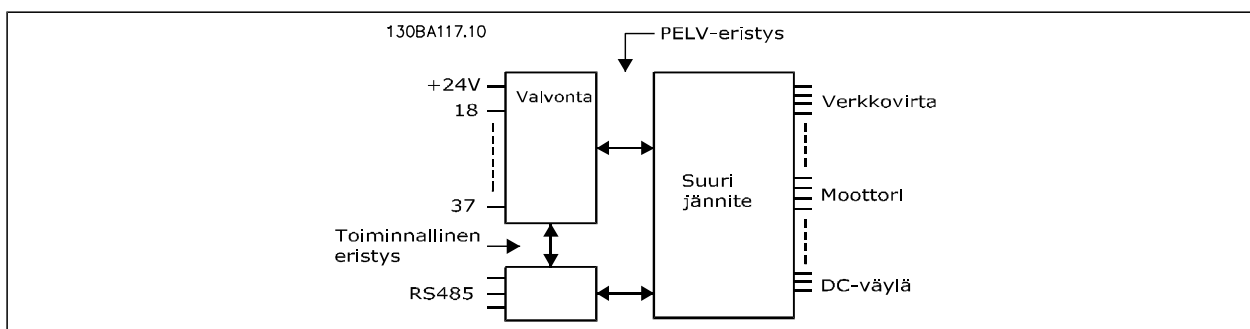 130BA117.10
PELV-eristys
+24V
Valvonta
18
Verkkovirta
Suuri
jännite
37
MoottorI
Toiminnallinen
eristys
RS485
DC-väylä